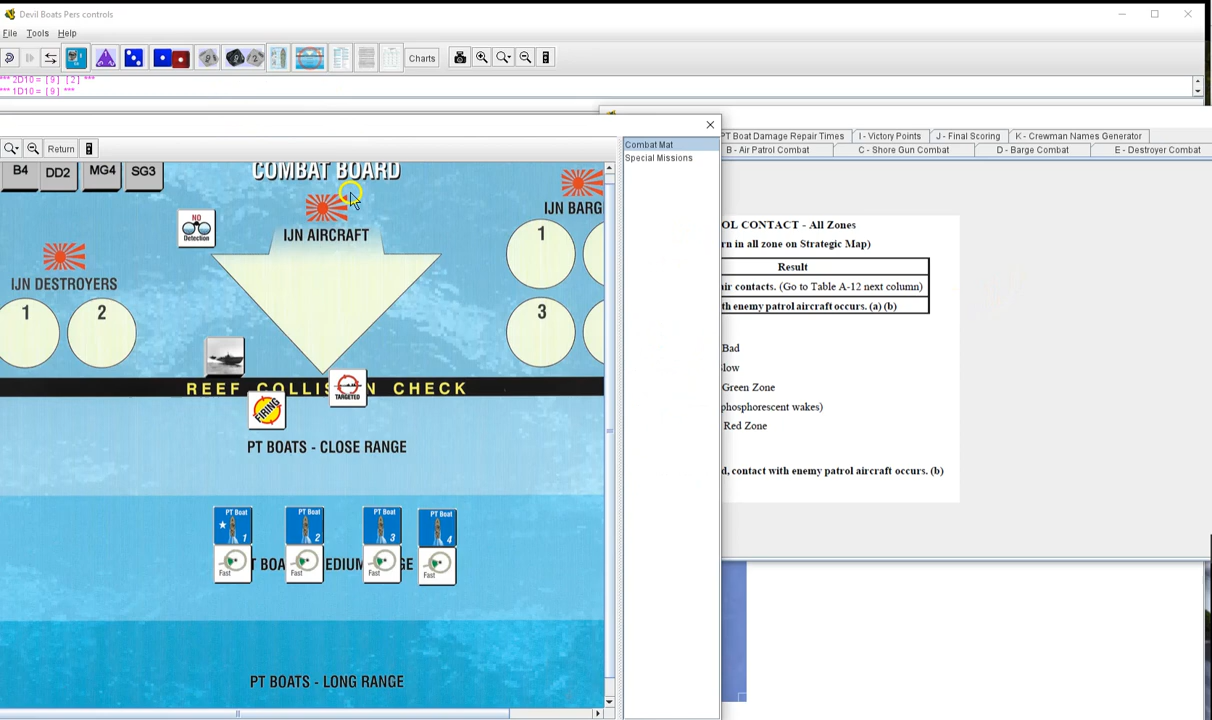 Devil Boats Pers controls
File Tools Help
Charts
*** 2D10 = [ 9 ] [ 2 ] ***
*** 1D10 = [ 9 ] ***
Return
Combat Mat
Special Missions
PT Boat Damage Repair Times
I - Victory Points
J - Final Scoring
K - Crewman Names Generator
B - Air Patrol Combat
C - Shore Gun Combat
D - Barge Combat
E - Destroyer Combat
B4
DD2
MG4
SG3
COMBAT BOARD
IJN AIRCRAFT
NO
Detection
IJN DESTROYERS
1
2
IJN BARG
1
3
REEF COLLIS N CHECK
TARGETED
FIRING
PT BOATS - CLOSE RANGE
PT Boat
1
PT Boat
2
PT Boat
3
PT Boat
4
Fast
Fast
Fast
Fast
T BOA EDIUM GE
PT BOATS - LONG RANGE
OL CONTACT - All Zones
rn in all zone on Strategic Map)
Result
ir contacts. (Go to Table A-12 next column)
th enemy patrol aircraft occurs. (a) (b)
Bad
low
Green Zone
phosphorescent wakes)
Red Zone
d, contact with enemy patrol aircraft occurs. (b)